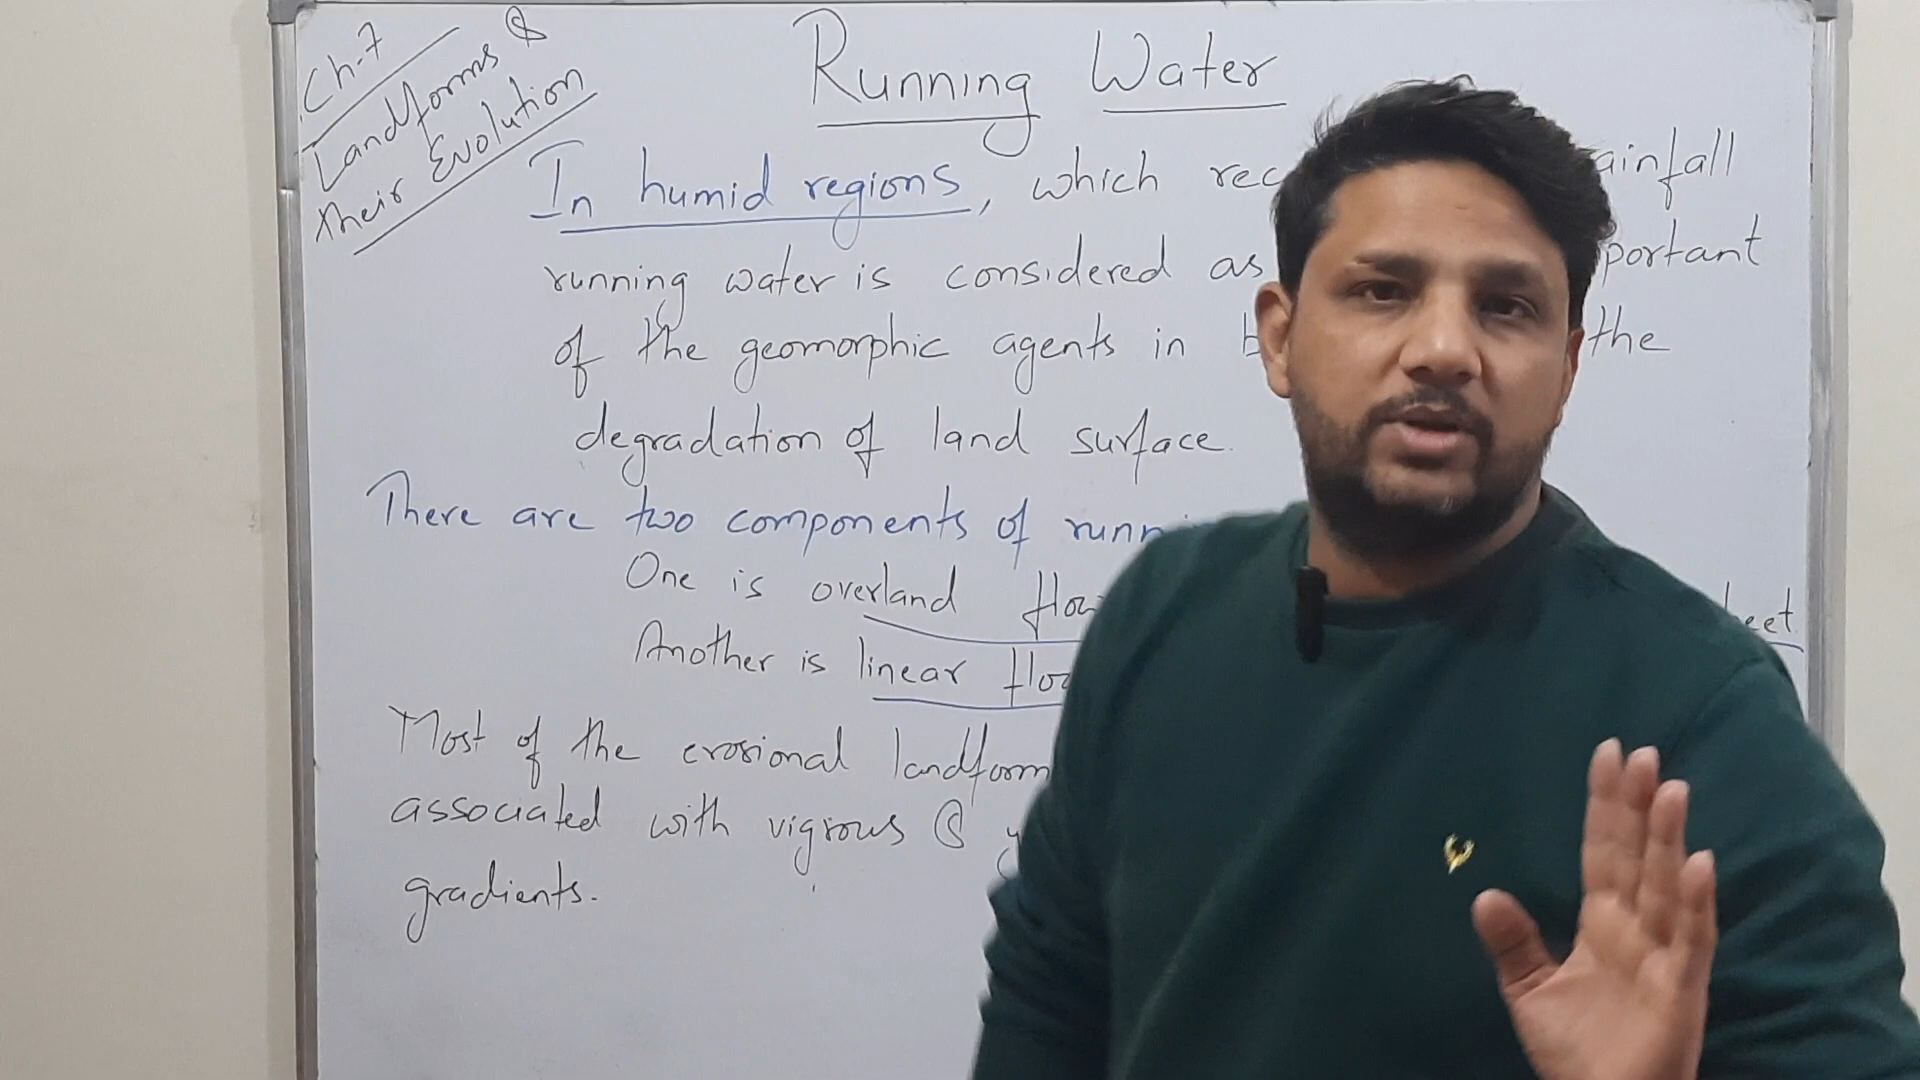 Ch-7
Landforms &
their Evolution
Running Water
In humid regions, which rec ainfall
running water is considered as portant
of the geomorphic agents in b the
degradation of land surface.
There are two components of runn
One is overland flow eet.
Another is linear flow
Most of the erosional landform
associated with vigrous & y
gradients.